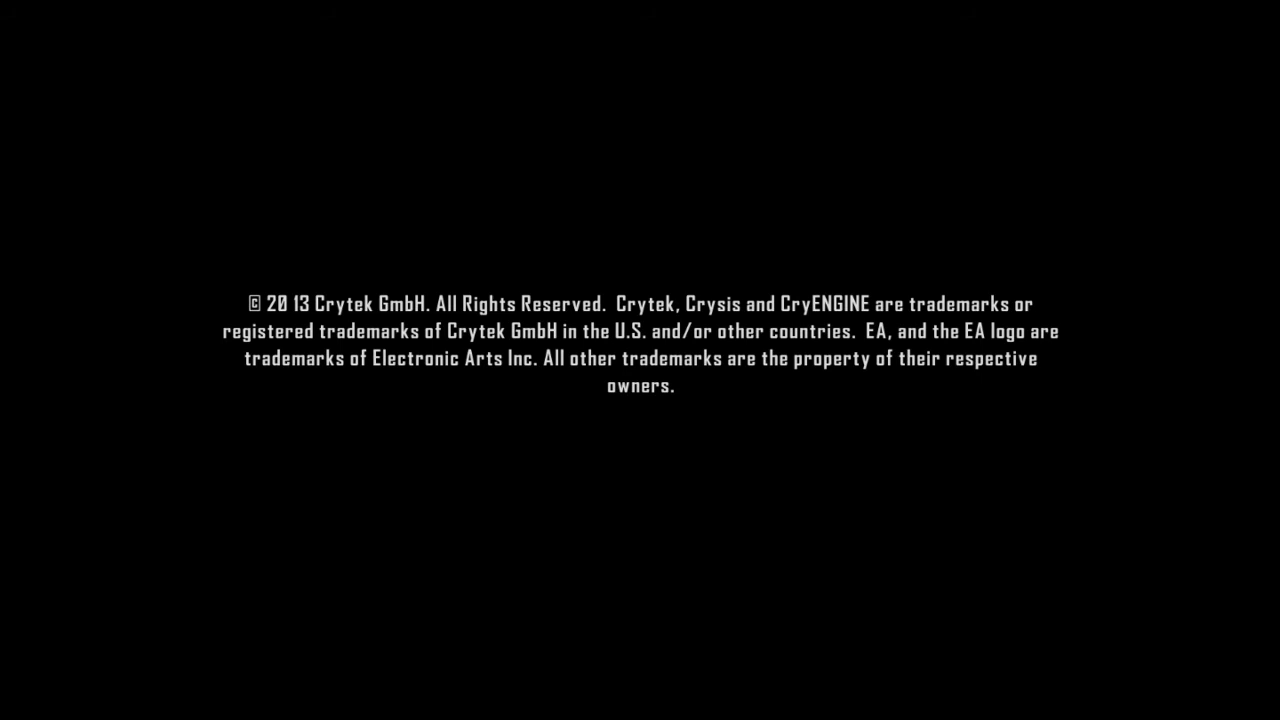 © 2013 Crytek GmbH. All Rights Reserved.  Crytek, Crysis and CryENGINE are trademarks or
registered trademarks of Crytek GmbH in the U.S. and/or other countries.  EA, and the EA logo are
trademarks of Electronic Arts Inc. All other trademarks are the property of their respective
owners.